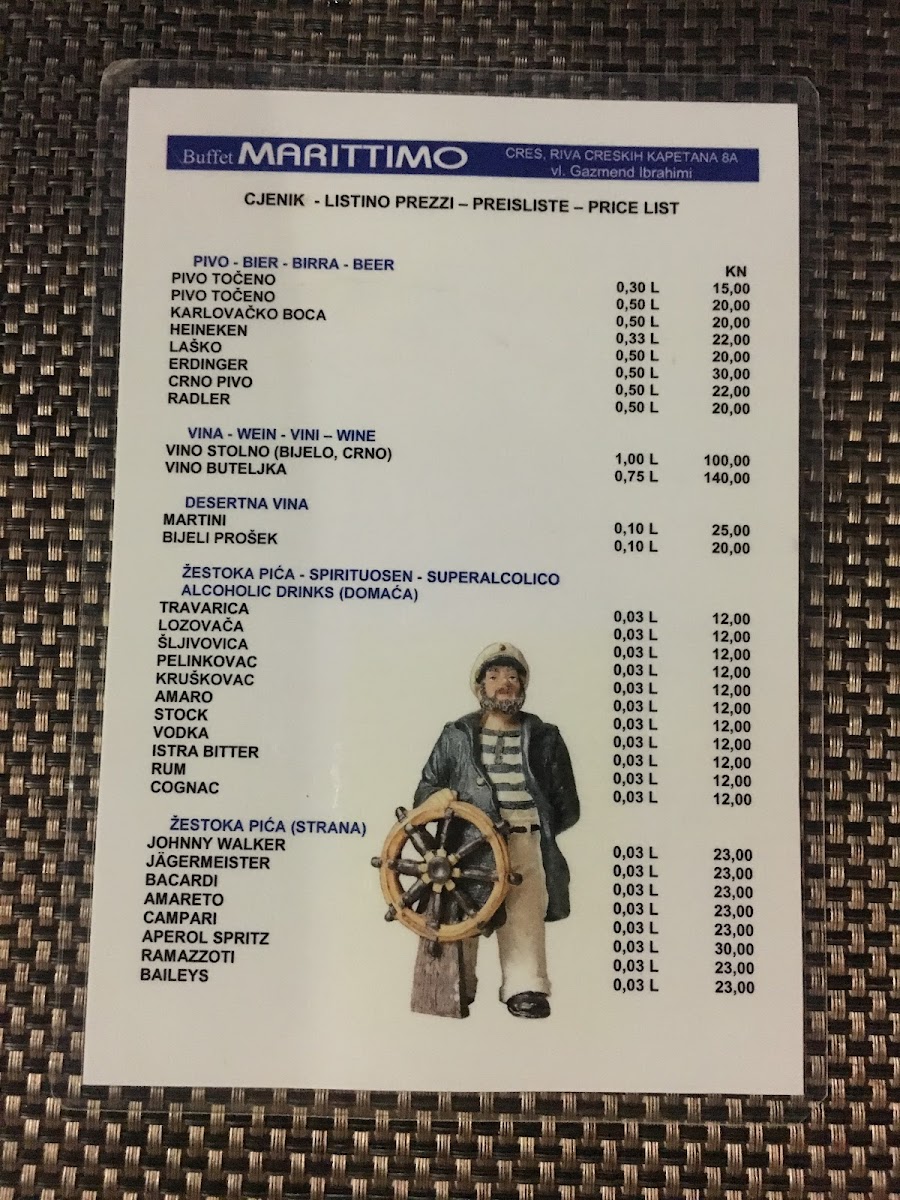 Buffet MARITTIMO CRES, RIVA CRESKIH KAPETANA 8A
vl. Gazmend Ibrahimi
CJENIK - LISTINO PREZZI – PREISLISTE – PRICE LIST
PIVO - BIER - BIRRA - BEER KN
PIVO TOČENO 0,30 L 15,00
PIVO TOČENO 0,50 L 20,00
KARLOVAČKO BOCA 0,50 L 20,00
HEINEKEN 0,33 L 22,00
LAŠKO 0,50 L 20,00
ERDINGER 0,50 L 30,00
CRNO PIVO 0,50 L 22,00
RADLER 0,50 L 20,00
VINA - WEIN - VINI – WINE
VINO STOLNO (BIJELO, CRNO) 1,00 L 100,00
VINO BUTELJKA 0,75 L 140,00
DESERTNA VINA
MARTINI 0,10 L 25,00
BIJELI PROŠEK 0,10 L 20,00
ŽESTOKA PIĆA - SPIRITUOSEN - SUPERALCOLICO
ALCOHOLIC DRINKS (DOMAĆA)
TRAVARICA 0,03 L 12,00
LOZOVAČA 0,03 L 12,00
ŠLJIVOVICA 0,03 L 12,00
PELINKOVAC 0,03 L 12,00
KRUŠKOVAC 0,03 L 12,00
AMARO 0,03 L 12,00
STOCK 0,03 L 12,00
VODKA 0,03 L 12,00
ISTRA BITTER 0,03 L 12,00
RUM 0,03 L 12,00
COGNAC 0,03 L 12,00
ŽESTOKA PIĆA (STRANA)
JOHNNY WALKER 0,03 L 23,00
JÄGERMEISTER 0,03 L 23,00
BACARDI 0,03 L 23,00
AMARETO 0,03 L 23,00
CAMPARI 0,03 L 23,00
APEROL SPRITZ 0,03 L 30,00
RAMAZZOTI 0,03 L 23,00
BAILEYS 0,03 L 23,00